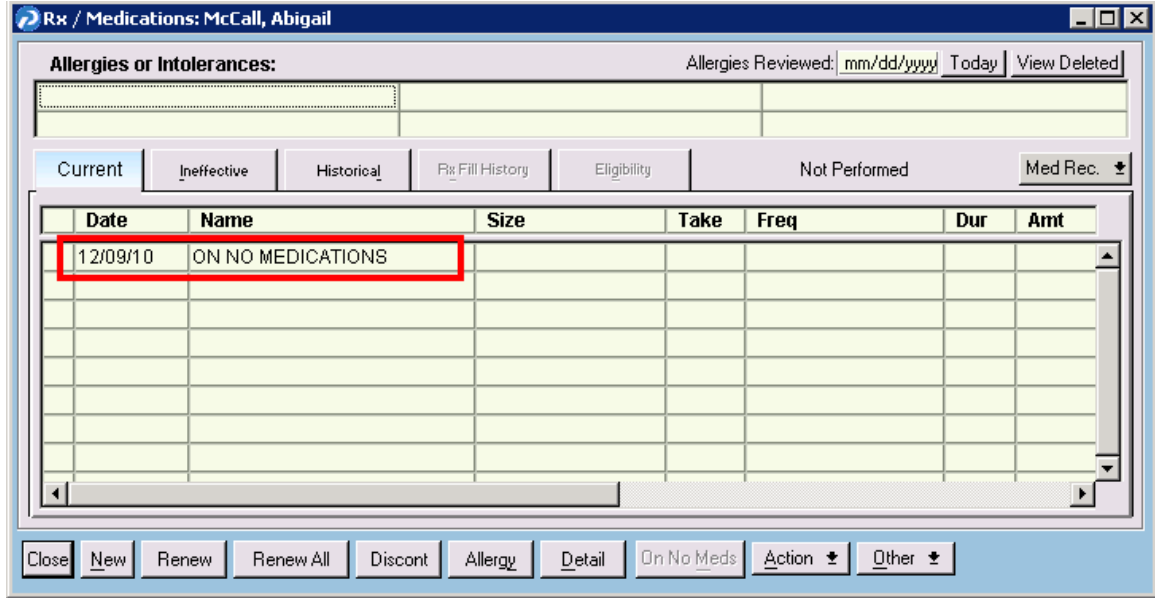 Rx / Medications: McCall, Abigail
Allergies or Intolerances: Allergies Reviewed: mm/dd/yyyy Today View Deleted
Current Ineffective Historical Rx Fill History Eligibility Not Performed Med Rec.
Date Name Size Take Freq Dur Amt
12/09/10 ON NO MEDICATIONS
Close New Renew Renew All Discont Allergy Detail On No Meds Action Other